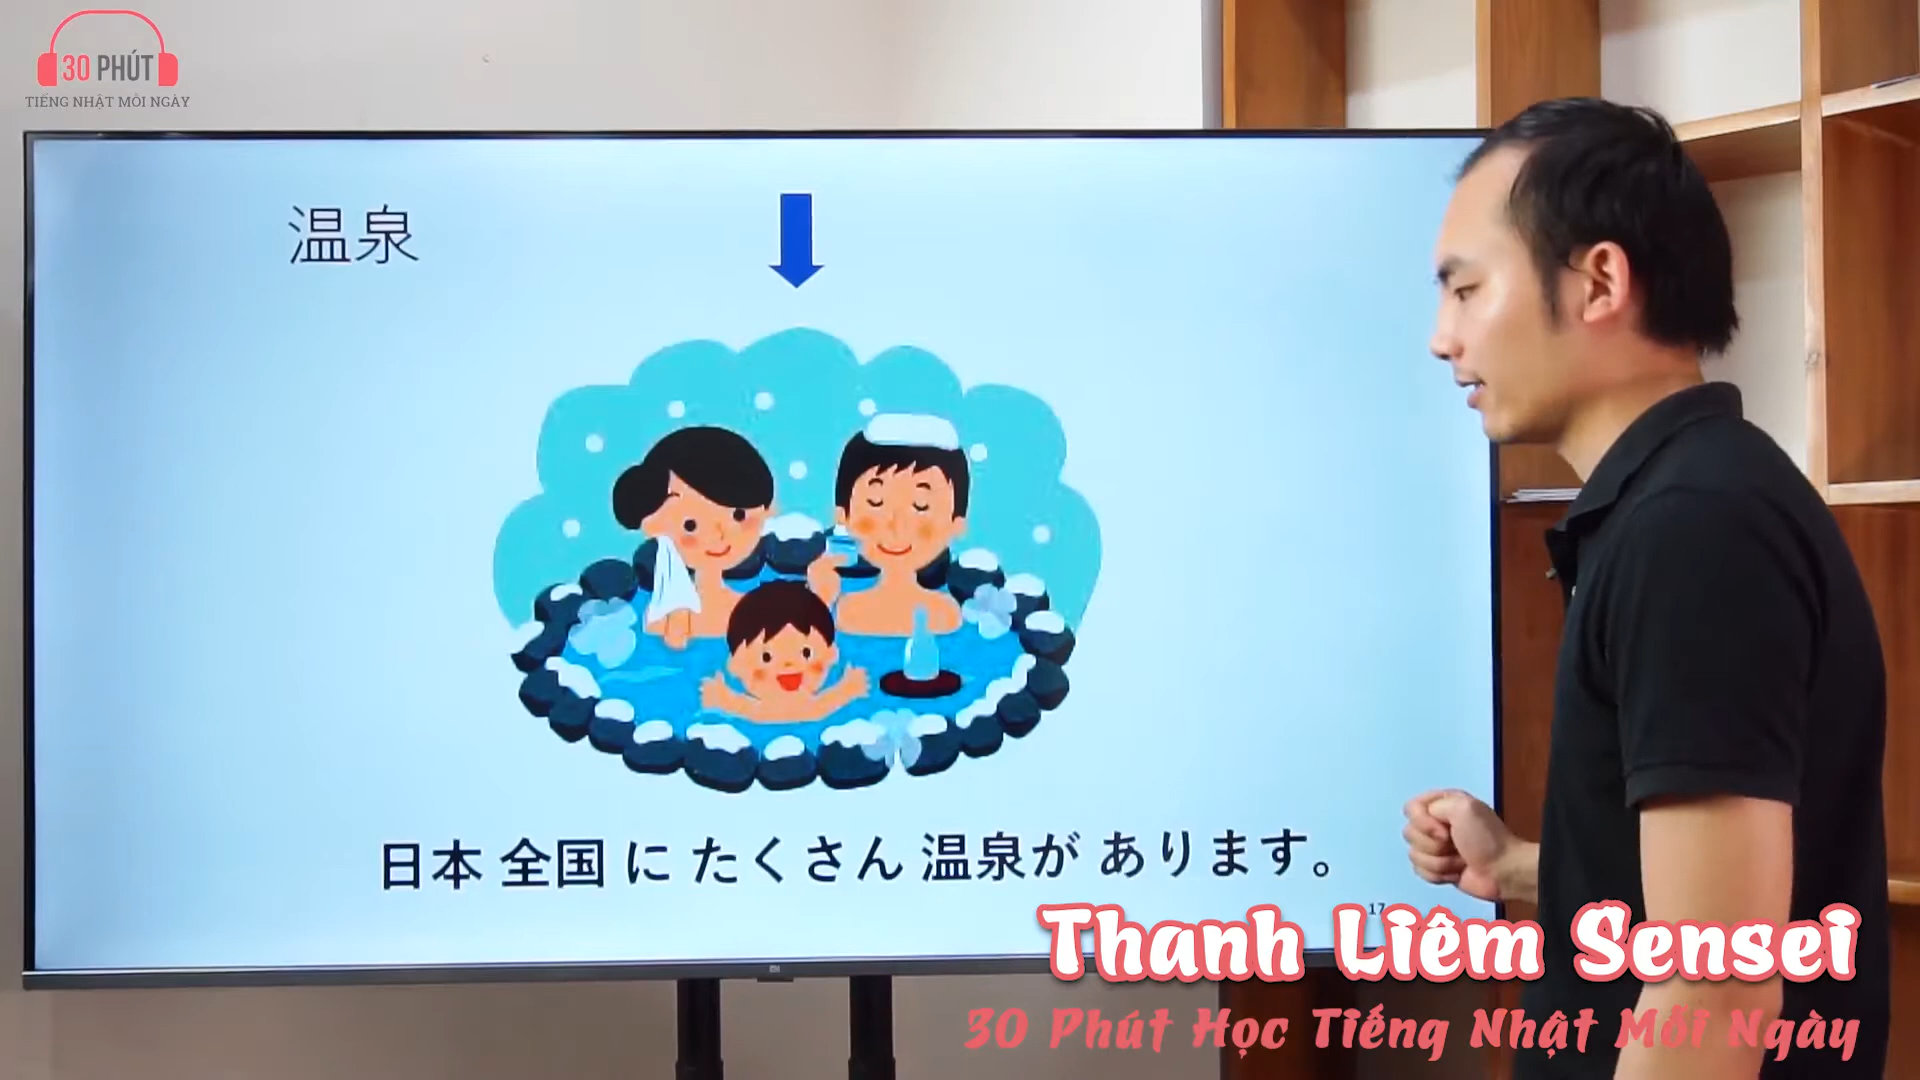 30 PHÚT
TIẾNG NHẬT MỖI NGÀY
温泉
日本 全国 に たくさん 温泉が あります。
17
Thanh Liêm Sensei
30 Phút Học Tiếng Nhật Mỗi Ngày